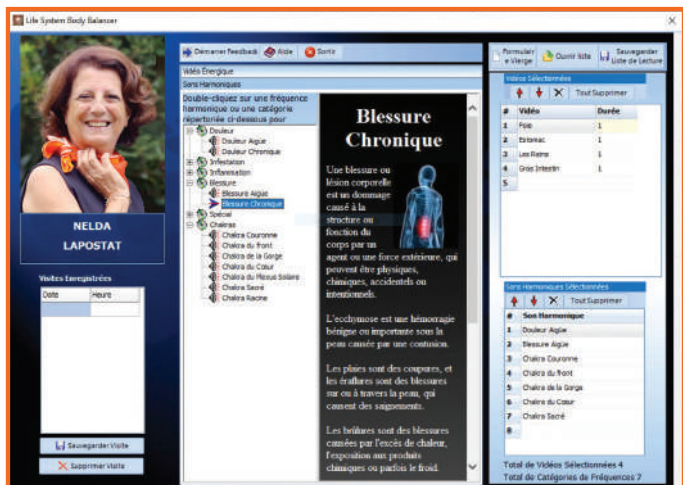 Life System Body Balancer
NELDA
LAPOSTAT
Visites Enregistrées
Date Heure
Sauvegarder Visite
Supprimer Visite
Démarrer Feedback Aide Sortir
Vidéo Énergique
Sons Harmoniques
Double-cliquez sur une fréquence
harmonique ou une catégorie
répertoriée ci-dessous pour
Douleur
Douleur Aigüe
Douleur Chronique
Infestation
Inflammation
Blessure
Blessure Aigüe
Blessure Chronique
Spécial
Chakras
Chakra Couronne
Chakra du front
Chakra de la Gorge
Chakra du Cœur
Chakra du Plexus Solaire
Chakra Sacré
Chakra Racine
Blessure
Chronique
Une blessure ou
lésion corporelle
est un dommage
causé à la
structure ou
fonction du
corps par un
agent ou une force extérieure, qui
peuvent être physiques,
chimiques, accidentels ou
intentionnels.
L'ecchymose est une hémorragie
bénigne ou importante sous la
peau causée par une contusion.
Les plaies sont des coupures, et
les éraflures sont des blessures
sur ou à travers la peau, qui
causent des saignements.
Les brûlures sont des blessures
causées par l'excès de chaleur,
l'exposition aux produits
chimiques ou parfois le froid.
Formulair
e Vierge
Ouvrir liste
Sauvegarder
Liste de Lecture
Vidéos Sélectionnées
Tout Supprimer
# Vidéo Durée
1 Foie 1
2 Estomac 1
3 Les Reins 1
4 Gros Intestin 1
5
Sons Harmoniques Sélectionnées
Tout Supprimer
# Son Harmonique
1 Douleur Aigüe
2 Blessure Aigüe
3 Chakra Couronne
4 Chakra du front
5 Chakra de la Gorge
6 Chakra du Cœur
7 Chakra Sacré
8
Total de Vidéos Sélectionnées 4
Total de Catégories de Fréquences 7